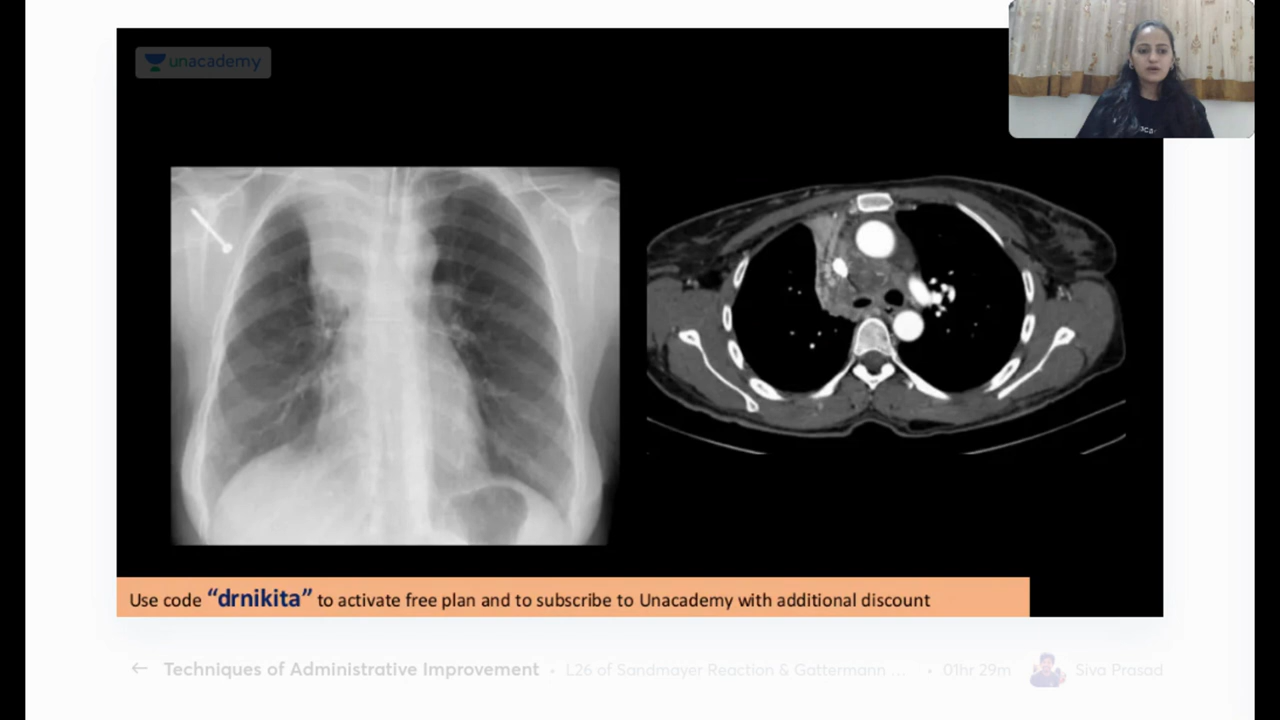 unacademy
Use code “drnikita” to activate free plan and to subscribe to Unacademy with additional discount
← Techniques of Administrative Improvement • L26 of Sandmayer Reaction & Gattermann ... • 01hr 29m Siva Prasad